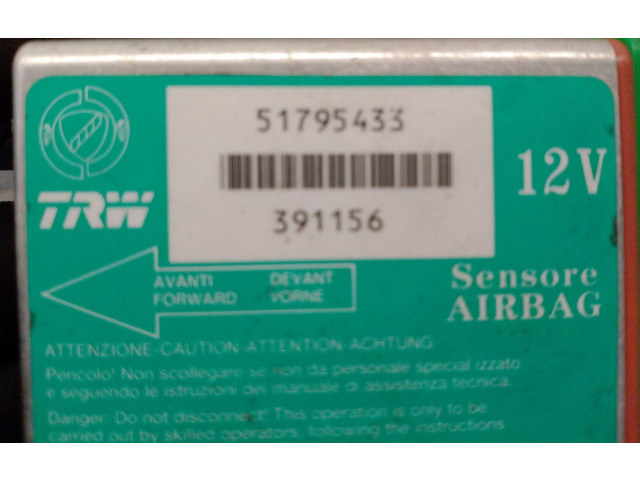 51795433
391156
TRW
12V
AVANTI DEVANT
FORWARD VORNE
Sensore
AIRBAG
ATTENZIONE-CAUTION-ATTENTION-ACHTUNG
Pericolo! Non scollegare se non da personale special izzato
e seguendo le istruzioni del manuale di assistenza tecnica.
Danger: Do not disconnect! This operation is only to be
carried out by skilled operators, following the instructions